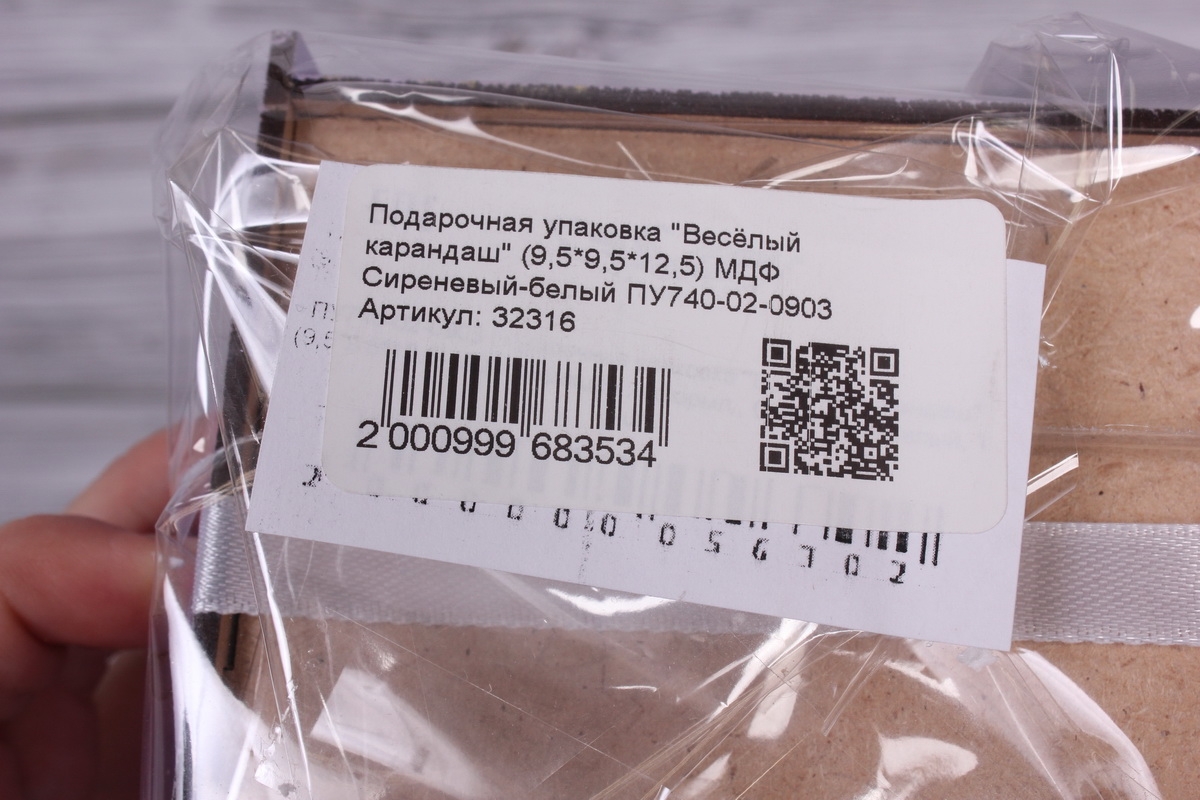 Подарочная упаковка "Весёлый
карандаш" (9,5*9,5*12,5) МДФ
Сиреневый-белый ПУ740-02-0903
Артикул: 32316
2 000999 683534